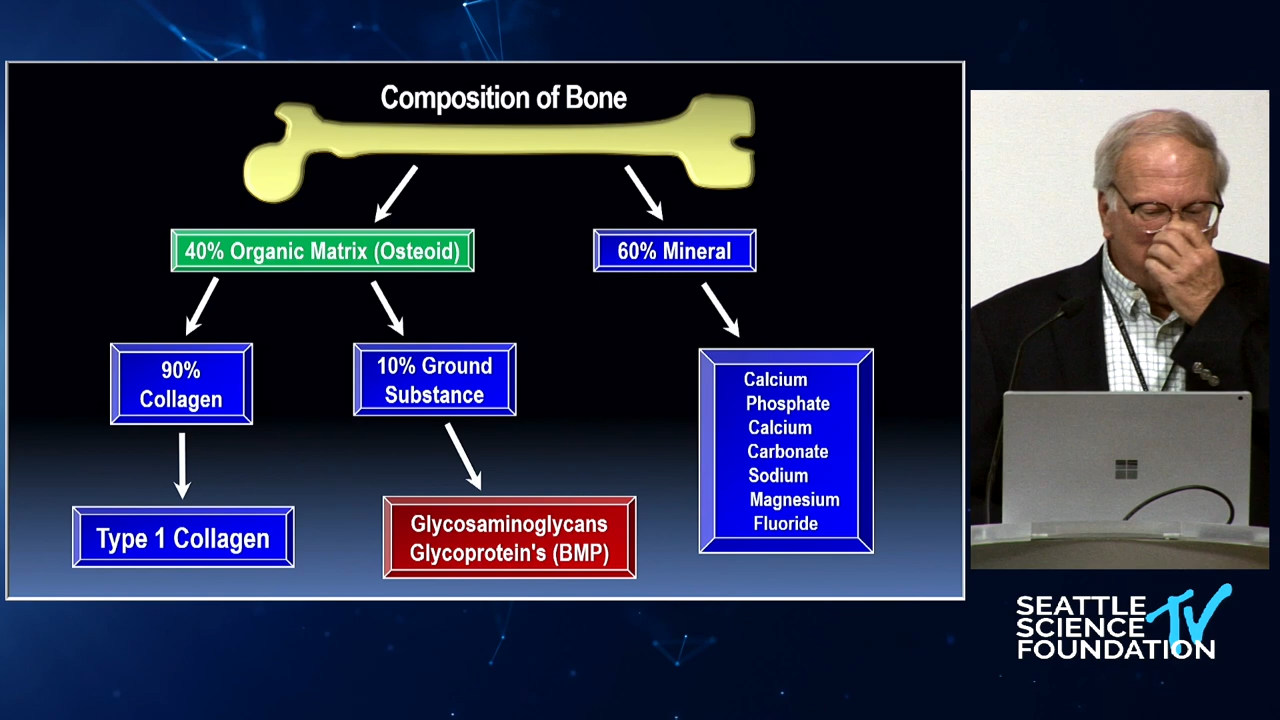 Composition of Bone
40% Organic Matrix (Osteoid)
60% Mineral
90%
Collagen
10% Ground
Substance
Calcium
Phosphate
Calcium
Carbonate
Sodium
Magnesium
Fluoride
Type 1 Collagen
Glycosaminoglycans
Glycoprotein's (BMP)
SEATTLE
SCIENCE TV
FOUNDATION